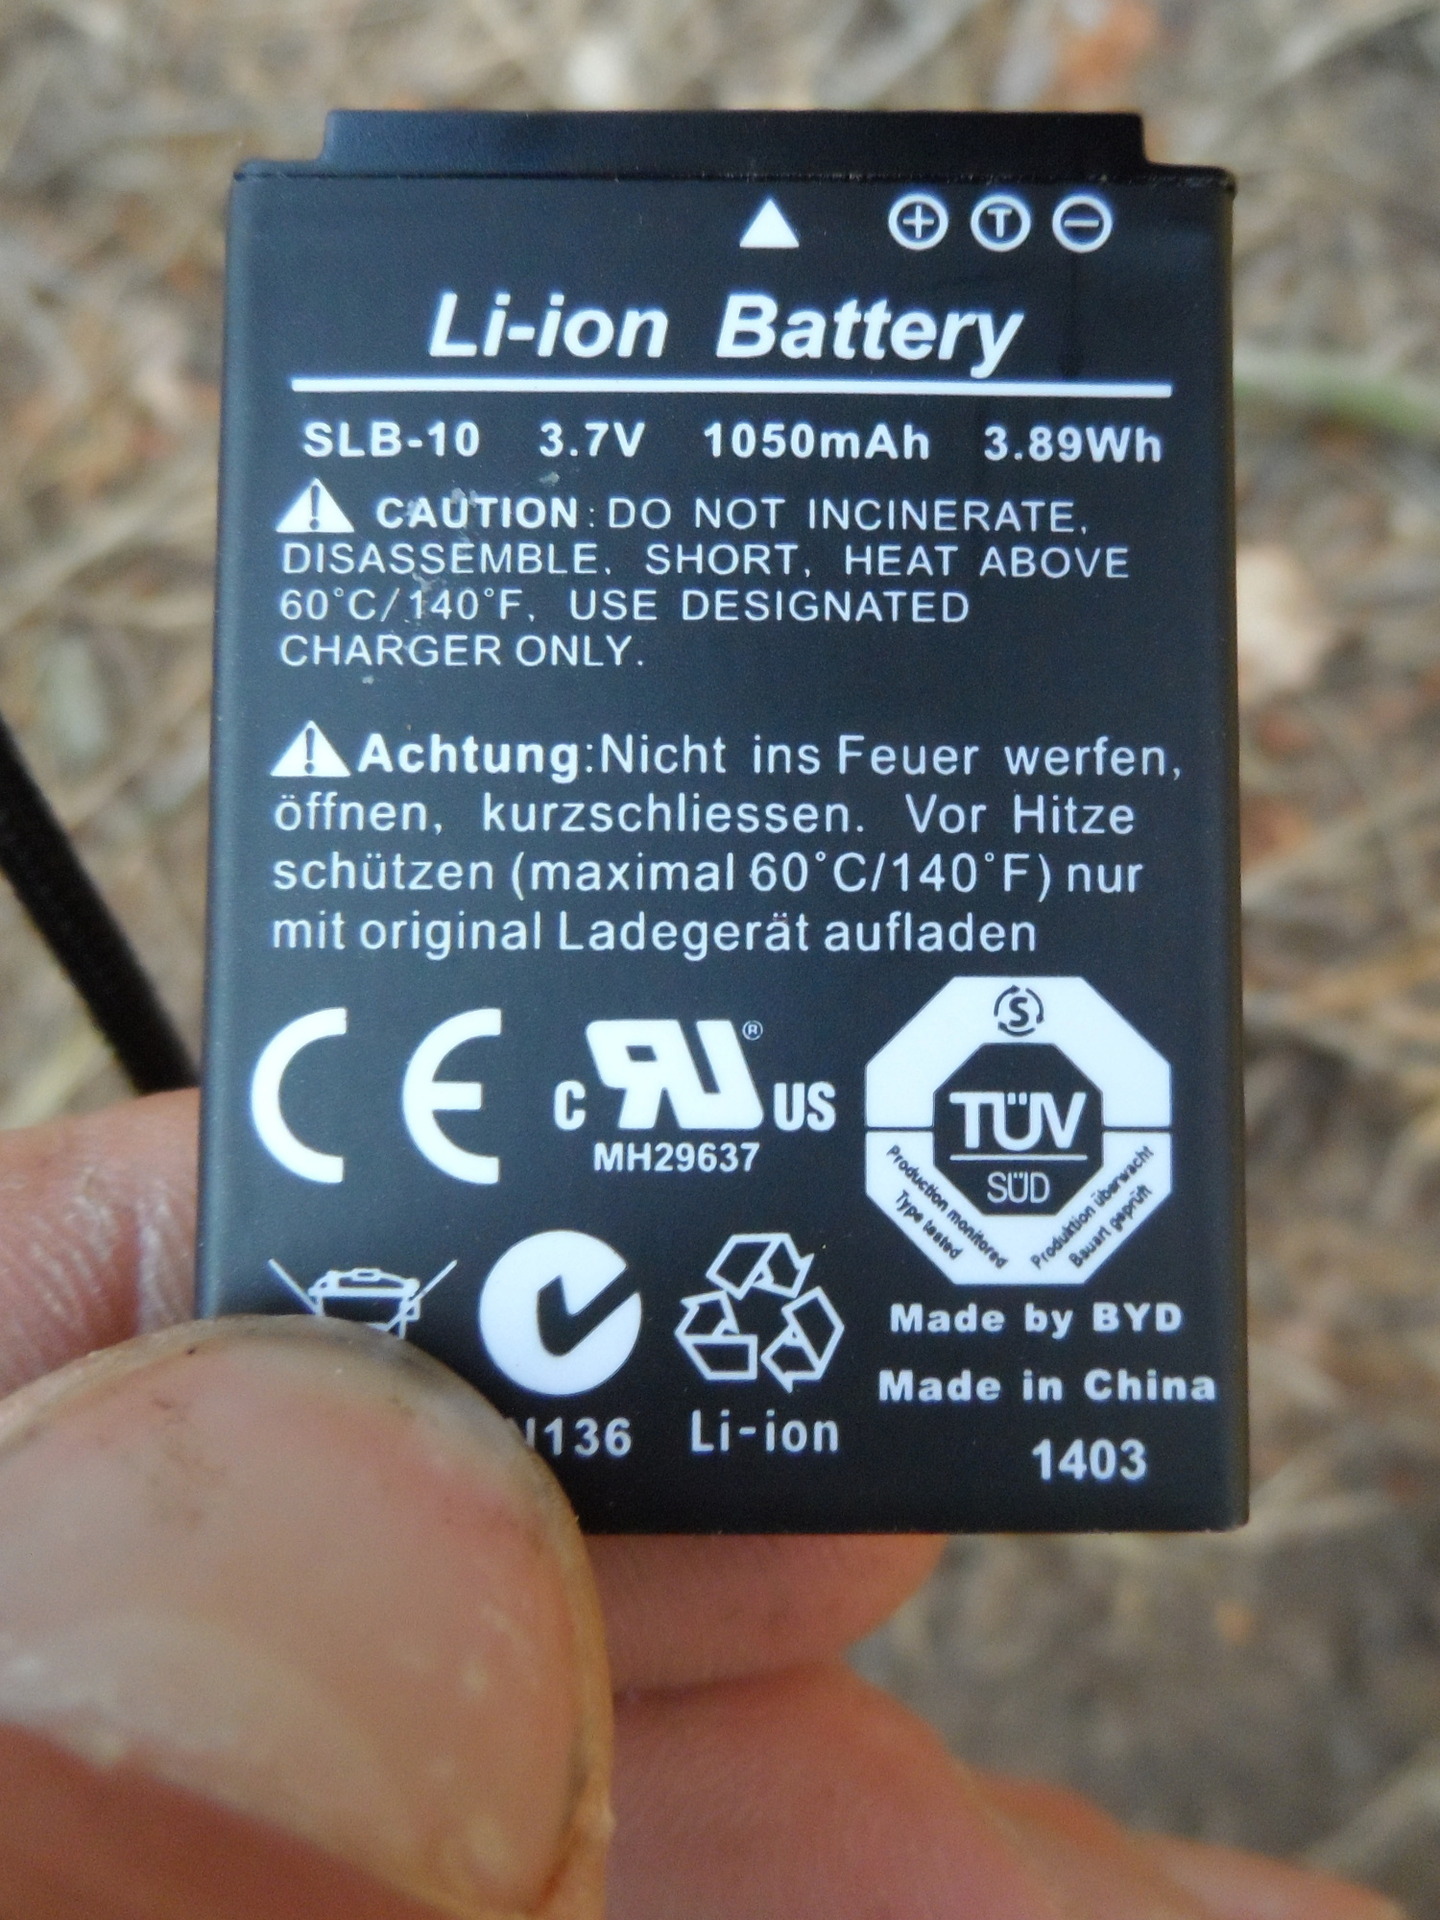 + T −
Li-ion Battery
SLB-10 3.7V 1050mAh 3.89Wh
CAUTION: DO NOT INCINERATE,
DISASSEMBLE, SHORT, HEAT ABOVE
60°C/140°F, USE DESIGNATED
CHARGER ONLY.
Achtung:Nicht ins Feuer werfen,
öffnen, kurzschliessen. Vor Hitze
schützen (maximal 60°C/140°F) nur
mit original Ladegerät aufladen
CE
C RU® US
MH29637
S
TÜV
SÜD
Production monitored
Type tested
Produktion überwacht
Bauart geprüft
136
Li-ion
Made by BYD
Made in China
1403